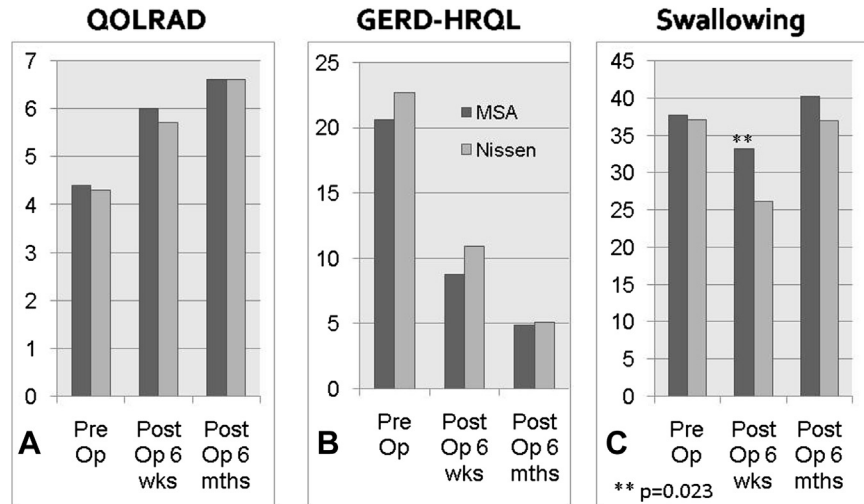 QOLRAD
7
6
5
4
3
2
1
0
Pre Op
Post Op 6 wks
Post Op 6 mths
A
GERD-HRQL
25
20
15
10
5
0
MSA
Nissen
Pre Op
Post Op 6 wks
Post Op 6 mths
B
Swallowing
45
40
35
30
25
20
15
10
5
0
**
Pre Op
Post Op 6 wks
Post Op 6 mths
C
** p=0.023